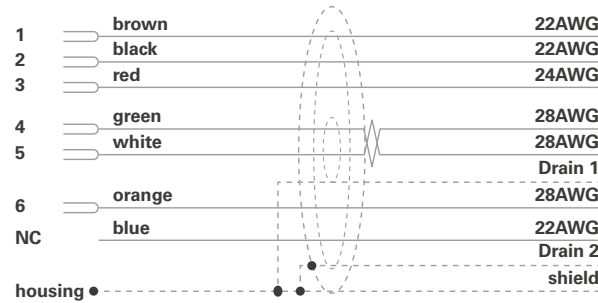 1 brown 22AWG
2 black 22AWG
3 red 24AWG
4 green 28AWG
5 white 28AWG
Drain 1
6 orange 28AWG
NC blue 22AWG
Drain 2
shield
housing